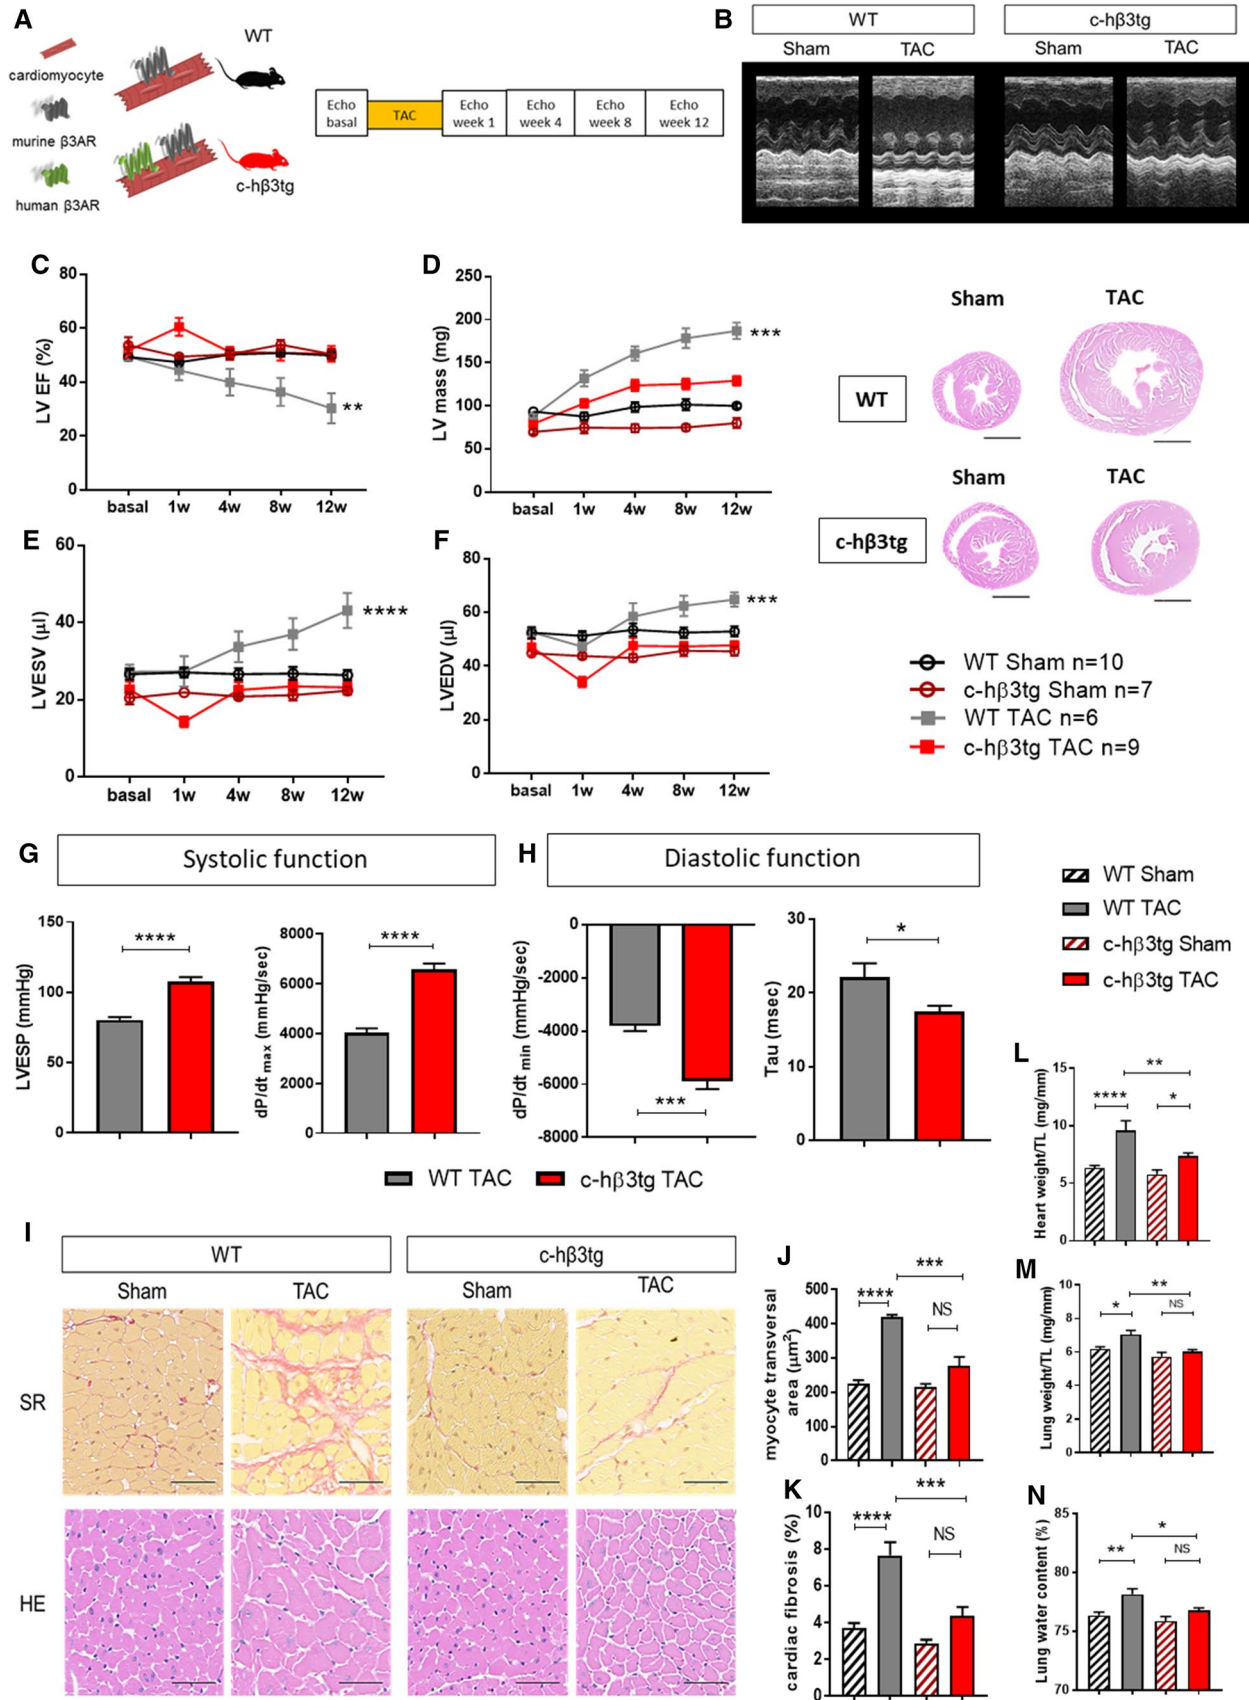 A
WT
cardiomyocyte
murine β3AR
human β3AR
c-hβ3tg
Echo basal
TAC
Echo week 1
Echo week 4
Echo week 8
Echo week 12
B
WT
c-hβ3tg
Sham
TAC
Sham
TAC
C
LV EF (%)
80
60
40
20
0
**
basal 1w 4w 8w 12w
D
LV mass (mg)
250
200
150
100
50
0
***
basal 1w 4w 8w 12w
Sham
TAC
WT
Sham
TAC
c-hβ3tg
E
LVESV (µl)
60
40
20
0
****
basal 1w 4w 8w 12w
F
LVEDV (µl)
80
60
40
20
0
***
basal 1w 4w 8w 12w
WT Sham n=10
c-hβ3tg Sham n=7
WT TAC n=6
c-hβ3tg TAC n=9
G
Systolic function
LVESP (mmHg)
150
100
50
0
****
dP/dt max (mmHg/sec)
8000
6000
4000
2000
0
****
H
Diastolic function
dP/dt min (mmHg/sec)
0
-2000
-4000
-6000
-8000
***
Tau (msec)
30
20
10
0
*
WT TAC
c-hβ3tg TAC
WT Sham
WT TAC
c-hβ3tg Sham
c-hβ3tg TAC
I
WT
c-hβ3tg
Sham
TAC
Sham
TAC
SR
HE
J
myocyte transversal
area (µm²)
500
400
300
200
100
0
****
***
NS
K
cardiac fibrosis (%)
10
8
6
4
2
0
****
***
NS
L
Heart weight/TL (mg/mm)
15
10
5
0
****
**
*
M
Lung weight/TL (mg/mm)
10
8
6
4
2
0
*
**
NS
N
Lung water content (%)
85
80
75
70
**
*
NS